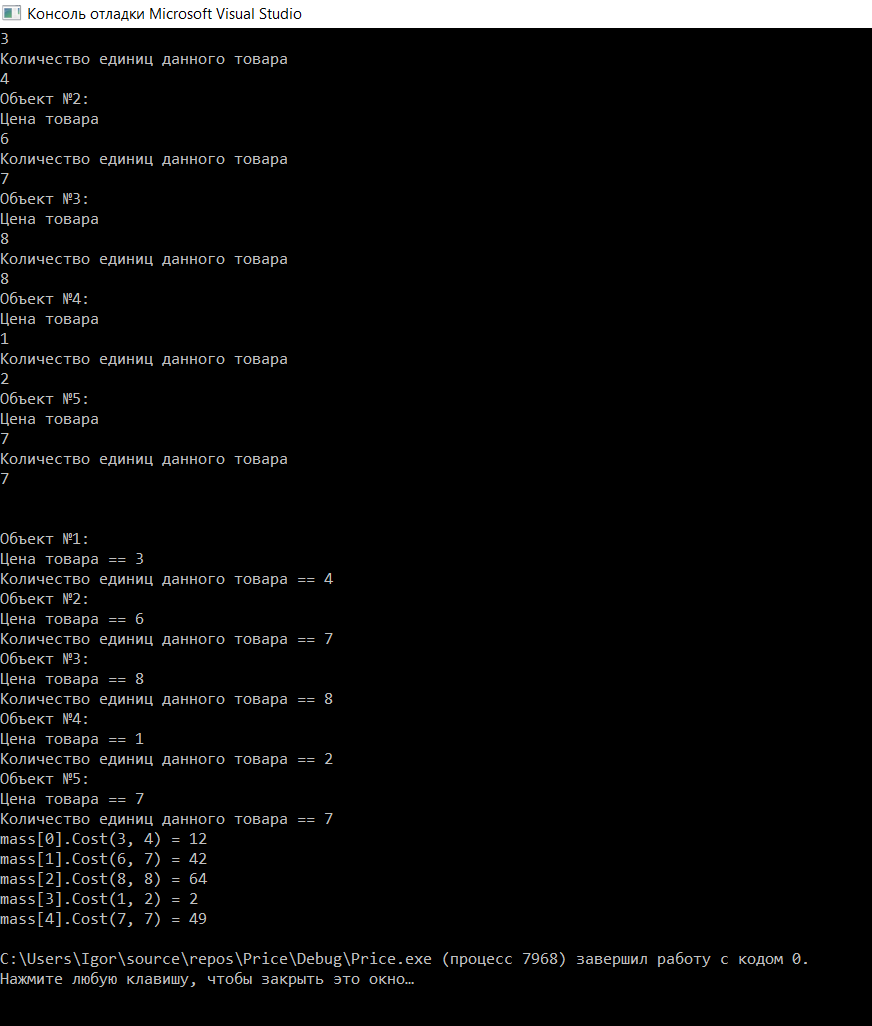 Консоль отладки Microsoft Visual Studio
3
Количество единиц данного товара
4
Объект №2:
Цена товара
6
Количество единиц данного товара
7
Объект №3:
Цена товара
8
Количество единиц данного товара
8
Объект №4:
Цена товара
1
Количество единиц данного товара
2
Объект №5:
Цена товара
7
Количество единиц данного товара
7
Объект №1:
Цена товара == 3
Количество единиц данного товара == 4
Объект №2:
Цена товара == 6
Количество единиц данного товара == 7
Объект №3:
Цена товара == 8
Количество единиц данного товара == 8
Объект №4:
Цена товара == 1
Количество единиц данного товара == 2
Объект №5:
Цена товара == 7
Количество единиц данного товара == 7
mass[0].Cost(3, 4) = 12
mass[1].Cost(6, 7) = 42
mass[2].Cost(8, 8) = 64
mass[3].Cost(1, 2) = 2
mass[4].Cost(7, 7) = 49
C:\Users\Igor\source\repos\Price\Debug\Price.exe (процесс 7968) завершил работу с кодом 0.
Нажмите любую клавишу, чтобы закрыть это окно…